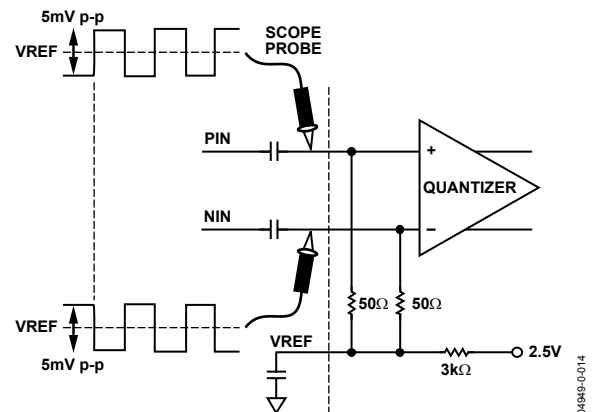 5mV p-p
VREF
SCOPE
PROBE
PIN
+
QUANTIZER
NIN
−
50Ω
50Ω
VREF
5mV p-p
VREF
2.5V
3kΩ
04949-0-014